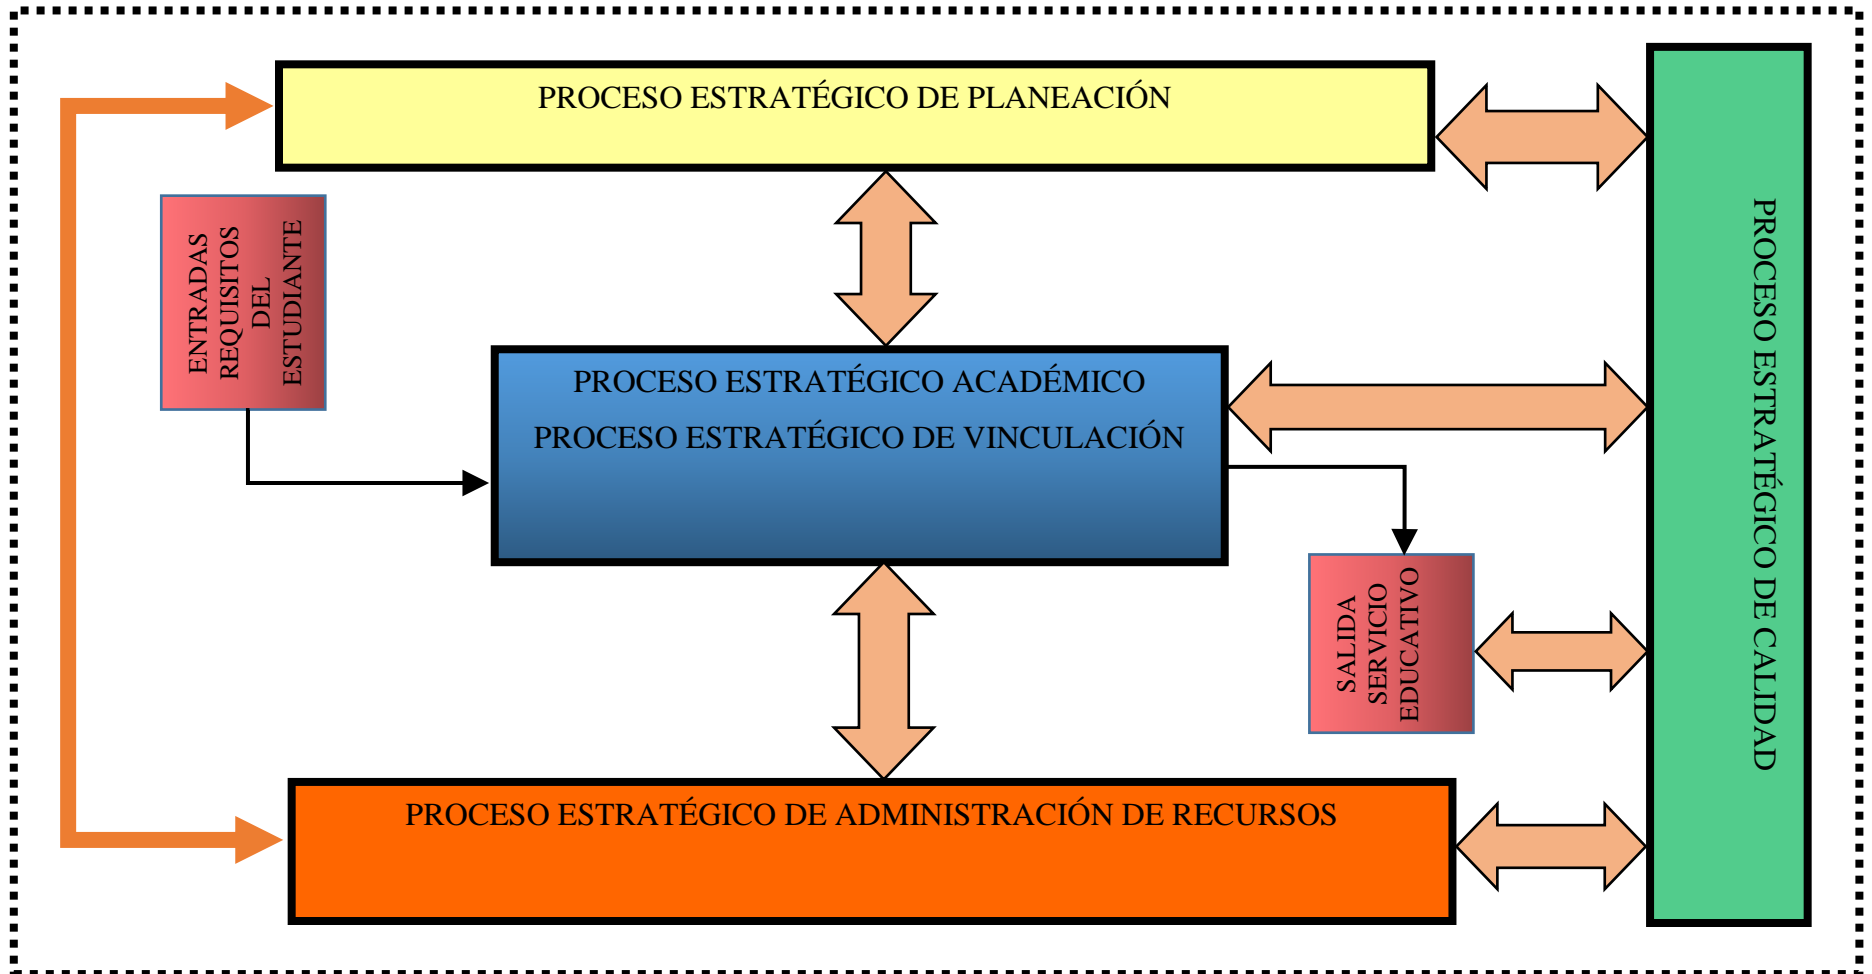 PROCESO ESTRATÉGICO DE PLANEACIÓN
ENTRADAS
REQUISITOS
DEL
ESTUDIANTE
PROCESO ESTRATÉGICO ACADÉMICO
PROCESO ESTRATÉGICO DE VINCULACIÓN
SALIDA
SERVICIO
EDUCATIVO
PROCESO ESTRATÉGICO DE CALIDAD
PROCESO ESTRATÉGICO DE ADMINISTRACIÓN DE RECURSOS